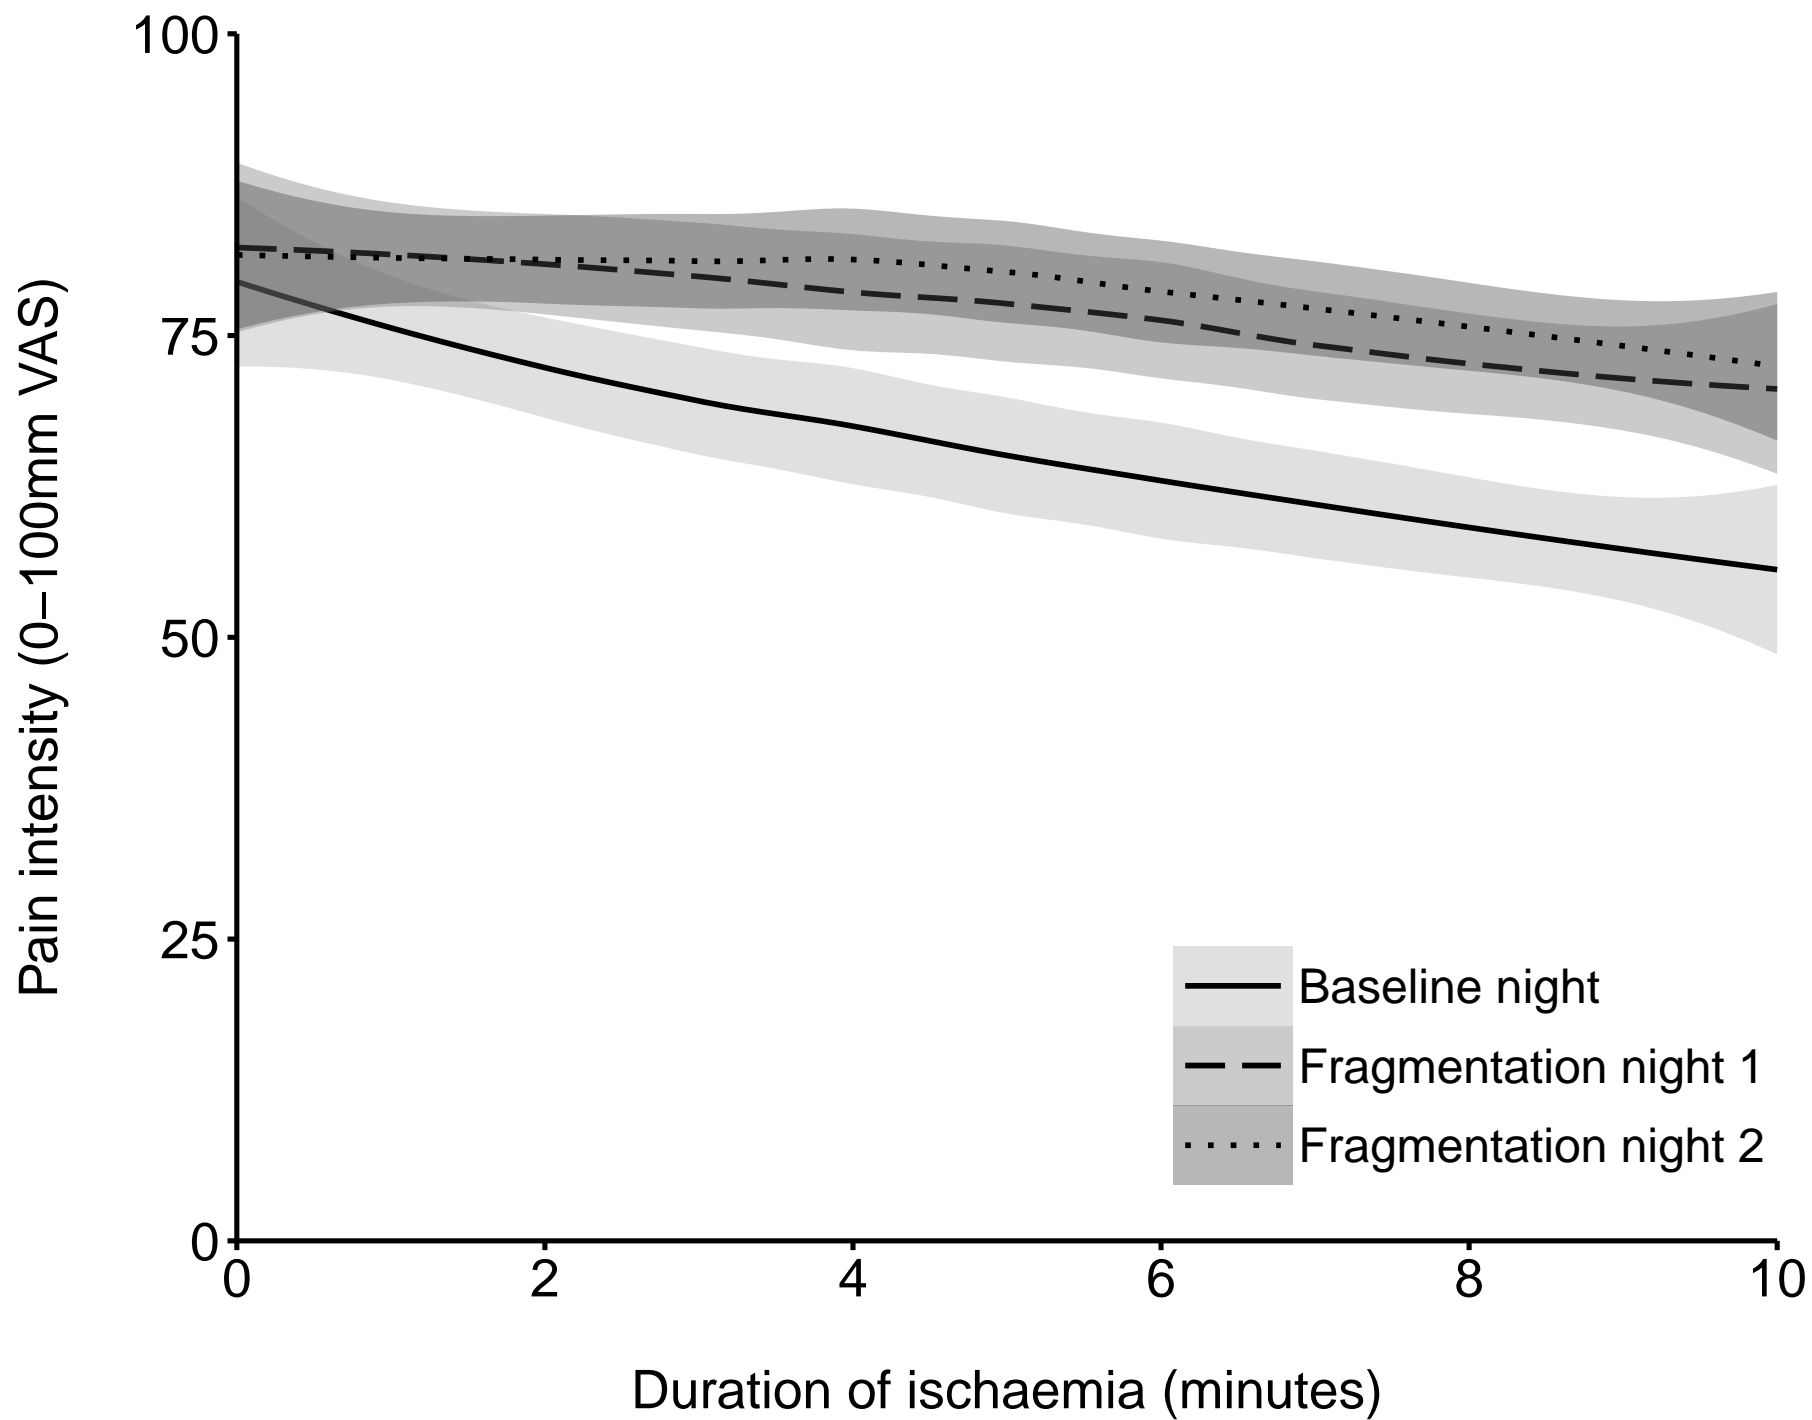 Pain intensity (0–100mm VAS)
100
75
50
25
0
0 2 4 6 8 10
Duration of ischaemia (minutes)
Baseline night
Fragmentation night 1
Fragmentation night 2